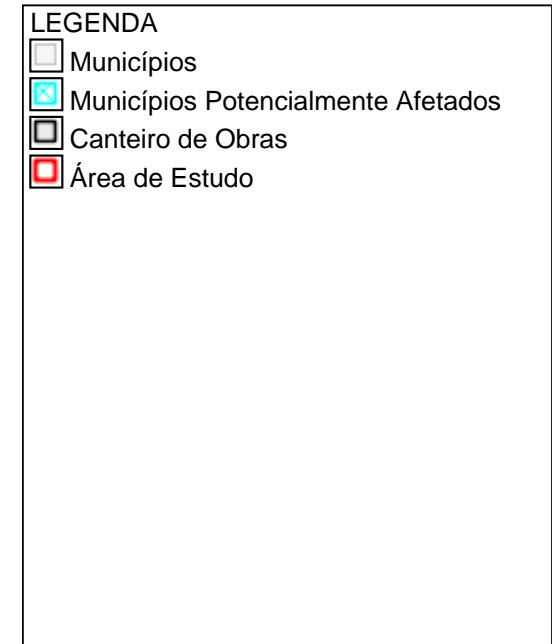 LEGENDA
Municípios
Municípios Potencialmente Afetados
Canteiro de Obras
Área de Estudo